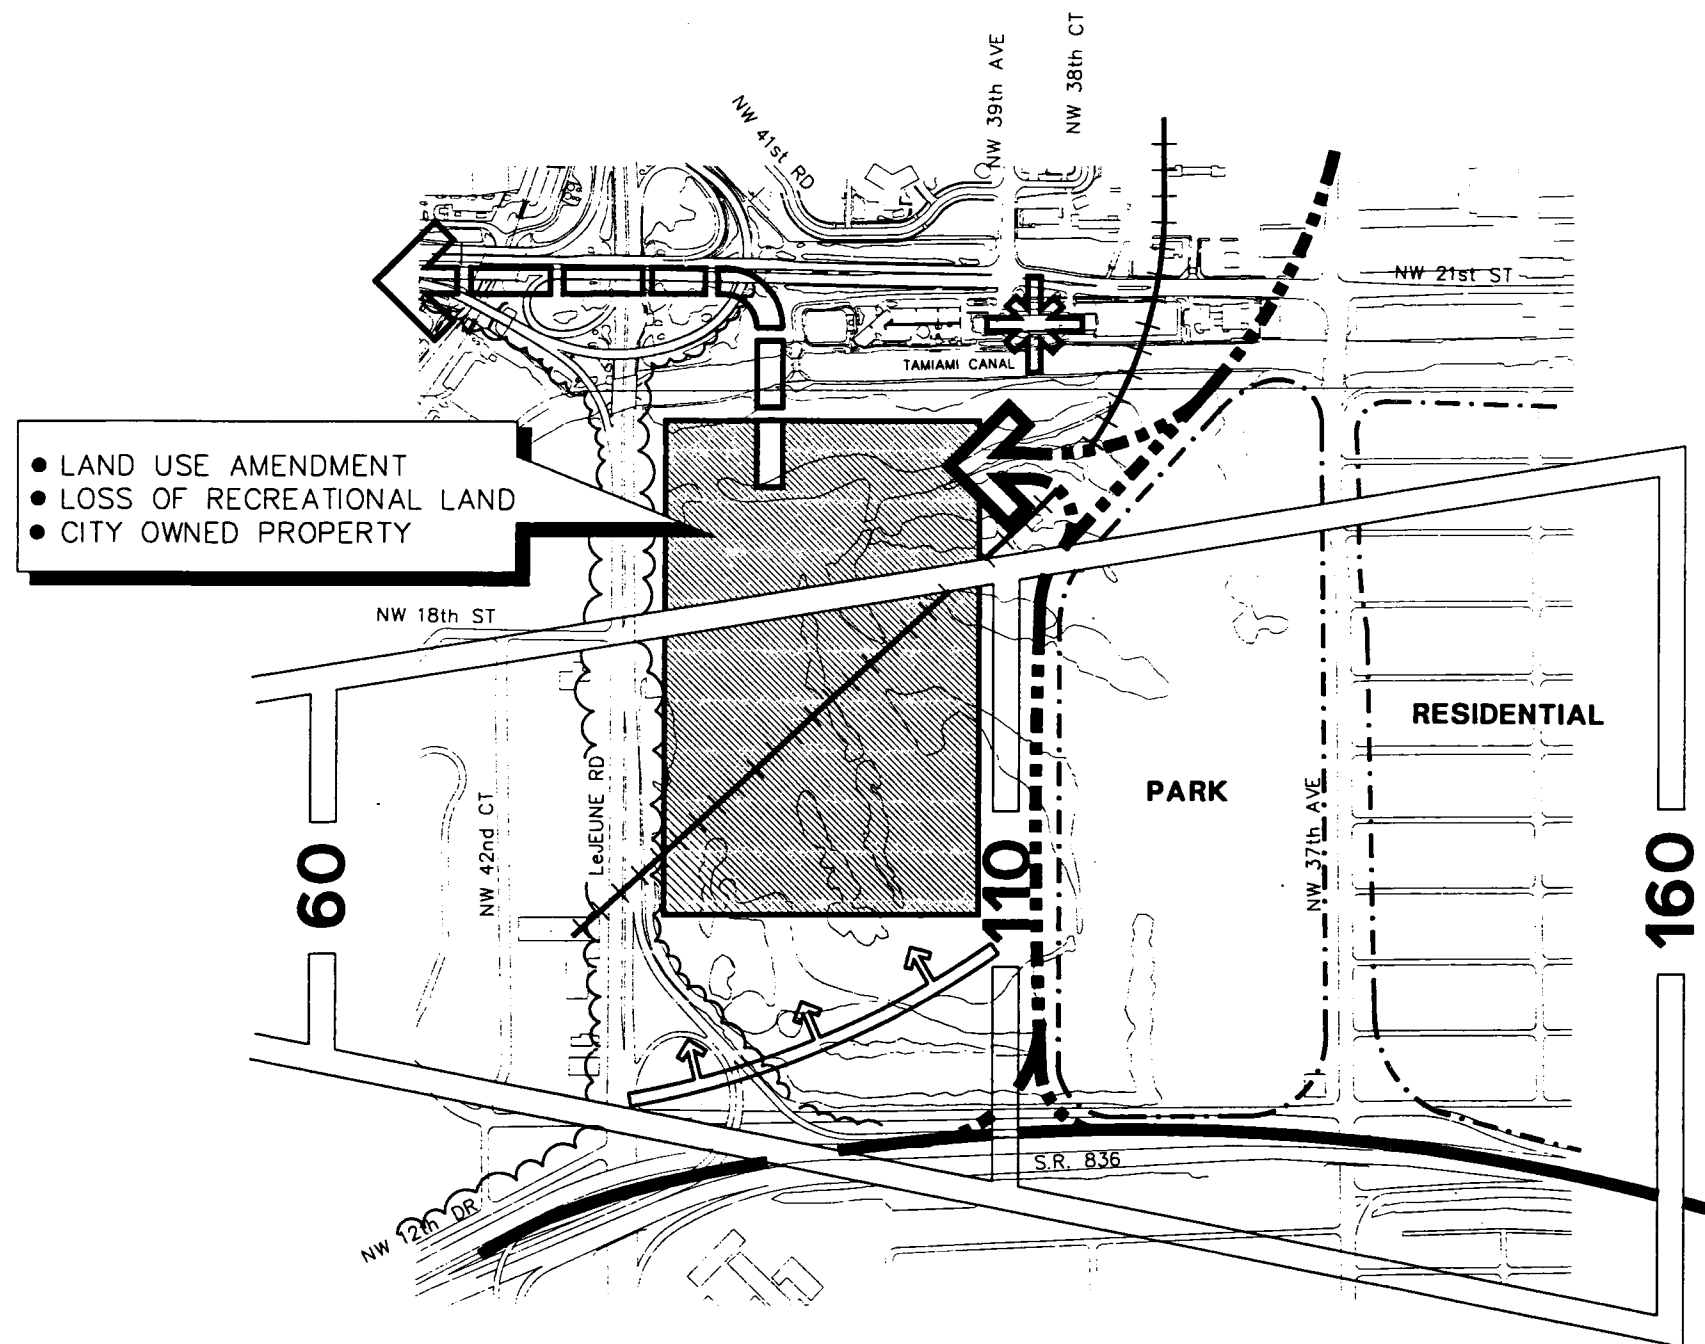 NW 39th AVE
NW 38th CT
NW 41st RD
NW 21st ST
TAMIAMI CANAL
● LAND USE AMENDMENT
● LOSS OF RECREATIONAL LAND
● CITY OWNED PROPERTY
NW 18th ST
RESIDENTIAL
PARK
LeJEUNE RD
NW 42nd CT
NW 37th AVE
60
110
160
S.R. 836
NW 12th DR